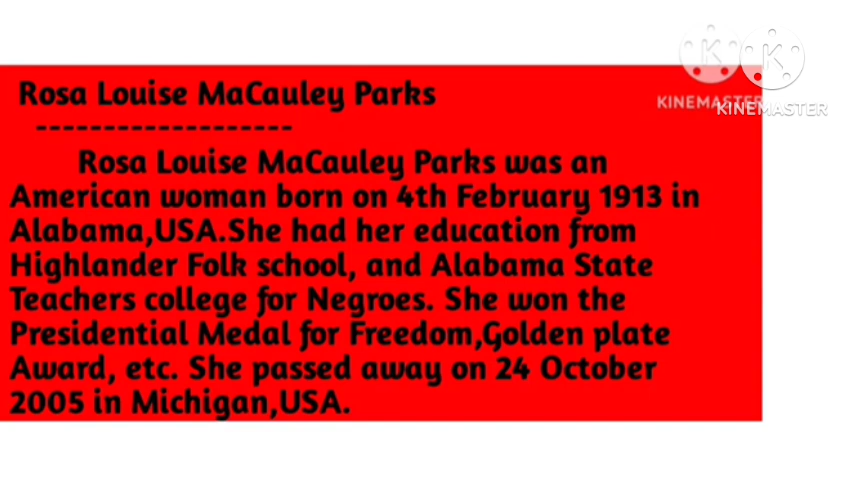 Rosa Louise MaCauley Parks
-------------------
Rosa Louise MaCauley Parks was an
American woman born on 4th February 1913 in
Alabama,USA.She had her education from
Highlander Folk school, and Alabama State
Teachers college for Negroes. She won the
Presidential Medal for Freedom,Golden plate
Award, etc. She passed away on 24 October
2005 in Michigan,USA.
KINEMASTER
KINEMASTER